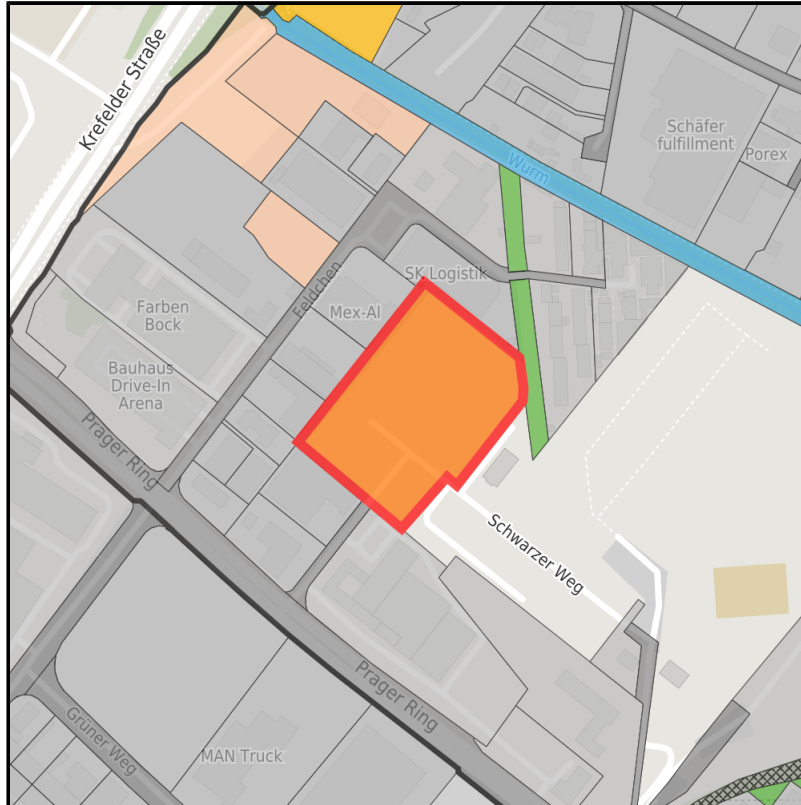 Krefelder Straße
Schäfer
fulfillment
Porex
Wurm
Feldchen
SK Logistik
Mex-Al
Farben
Bock
Bauhaus
Drive-In
Arena
Prager Ring
Schwarzer Weg
Prager Ring
Grüner Weg
MAN Truck